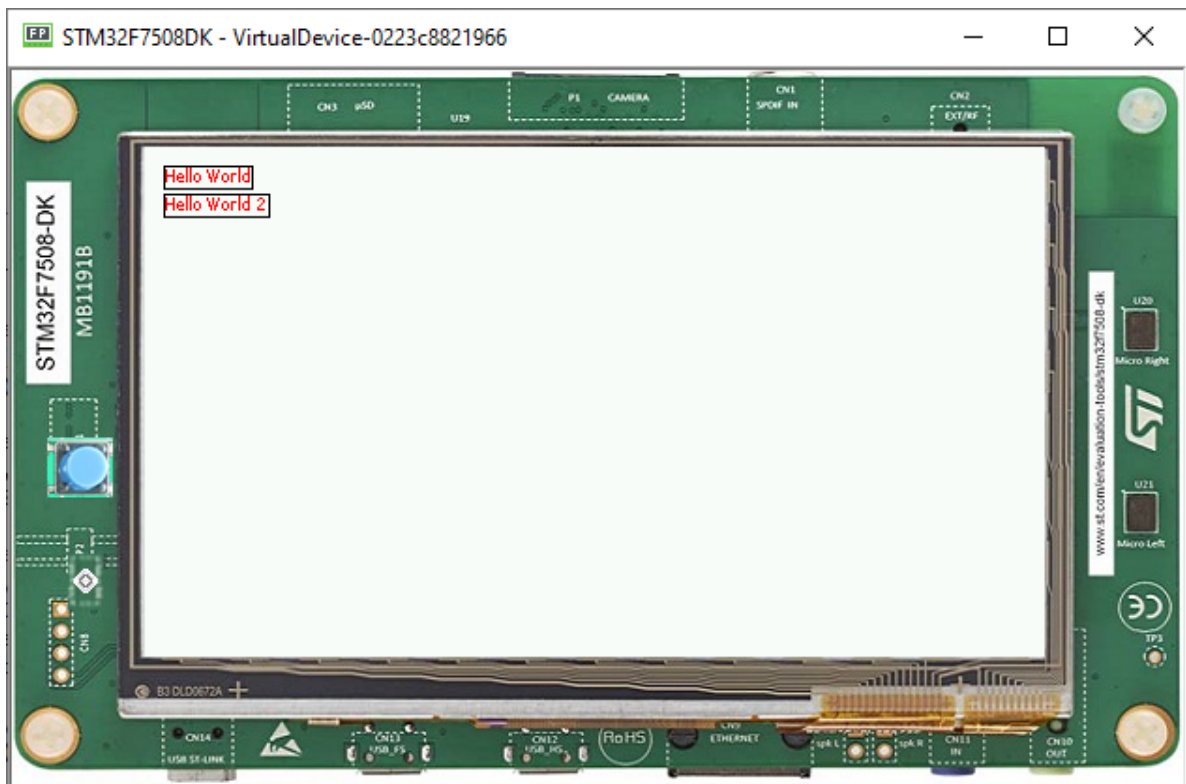 STM32F7508DK - VirtualDevice-0223c8821966
CN3 µSD
U19
P1 CAMERA
CN1
SPDIF IN
CN2
EXT/RF
Hello World
Hello World 2
STM32F7508-DK
MB1191B
U20
Micro Right
www.st.com/en/evaluation-tools/stm32f7508-dk
U21
Micro Left
P2
CN8
TP3
B3 DLD0672A
CN14
USB ST-LINK
CN13
USB_FS
CN12
USB_HS
RoHS
CN9
ETHERNET
spk L
spk R
CN11
IN
CN10
OUT